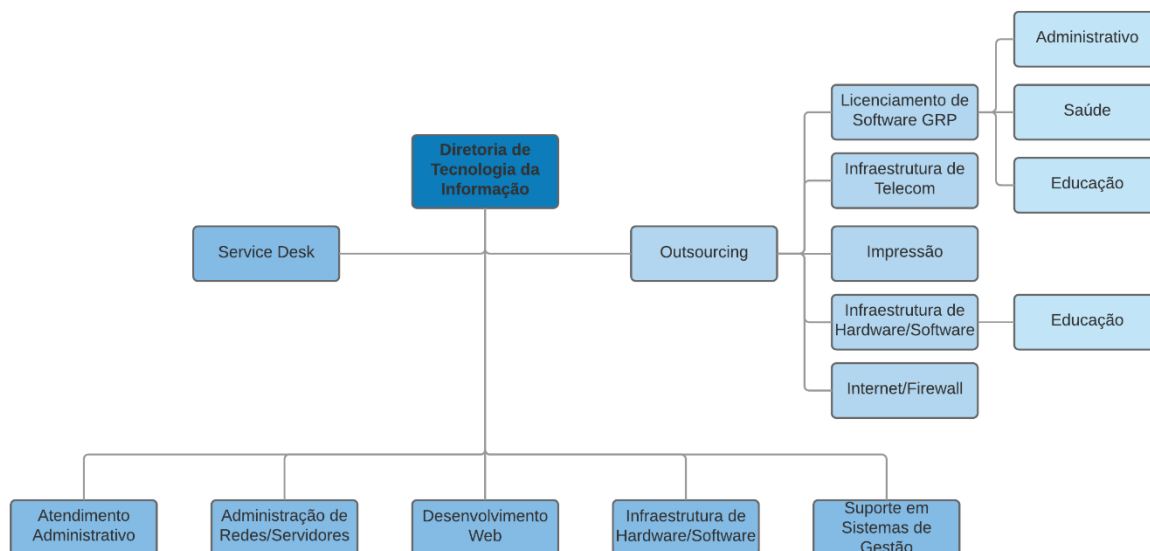 Administrativo
Licenciamento de
Software GRP
Saúde
Diretoria de
Tecnologia da
Informação
Infraestrutura de
Telecom
Educação
Service Desk
Outsourcing
Impressão
Infraestrutura de
Hardware/Software
Educação
Internet/Firewall
Atendimento
Administrativo
Administração de
Redes/Servidores
Desenvolvimento
Web
Infraestrutura de
Hardware/Software
Suporte em
Sistemas de
Gestão